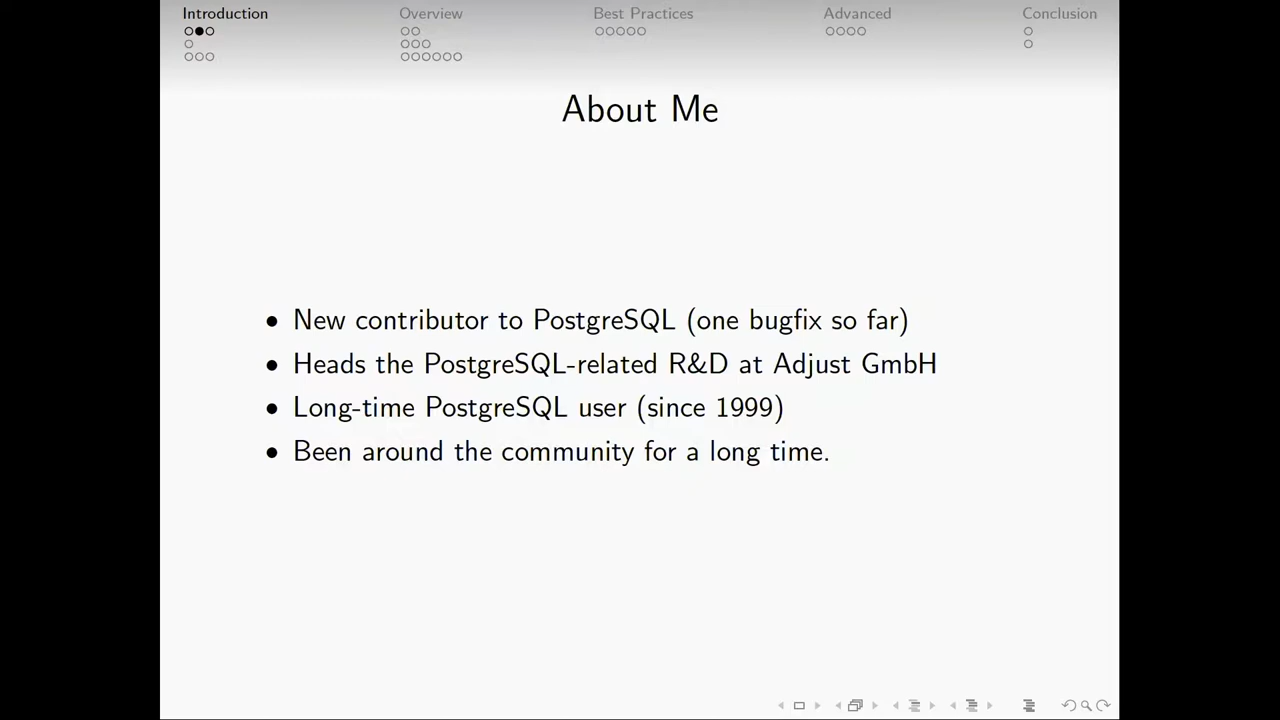 Introduction Overview Best Practices Advanced Conclusion
About Me
• New contributor to PostgreSQL (one bugfix so far)
• Heads the PostgreSQL-related R&D at Adjust GmbH
• Long-time PostgreSQL user (since 1999)
• Been around the community for a long time.